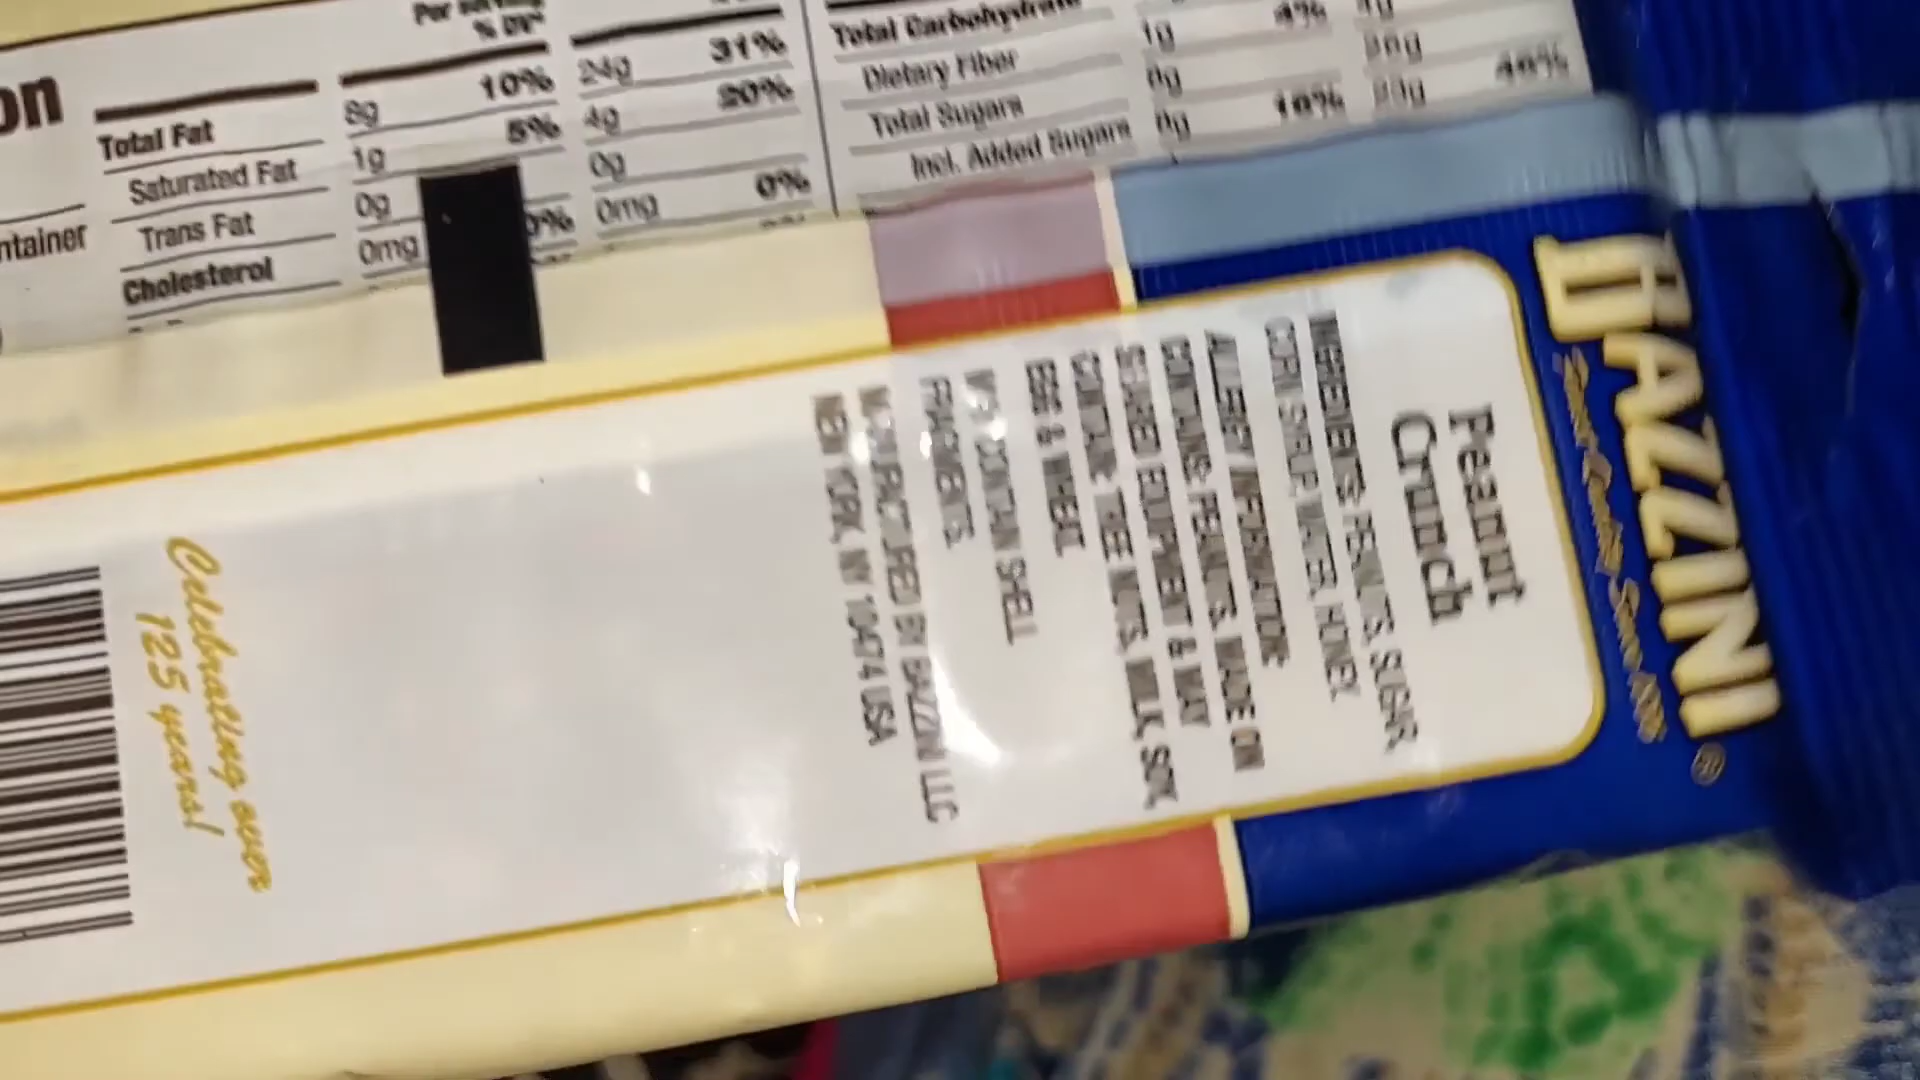 on
ntainer
Per serving
% DV*
Total Fat 8g 10% 24g 31%
Saturated Fat 1g 5% 4g 20%
Trans Fat 0g 0g
Cholesterol 0mg 0% 0mg 0%
Total Carbohydrate
Dietary Fiber 1g 4%
Total Sugars
Incl. Added Sugars
BAZZINI®
Peanut
Crunch
INGREDIENTS: PEANUTS, SUGAR,
CORN SYRUP, WATER, HONEY.
ALLERGY INFORMATION:
CONTAINS: PEANUTS. MADE ON
SHARED EQUIPMENT & MAY
CONTAIN: TREE NUTS, MILK, SOY,
EGG & WHEAT.
MAY CONTAIN SHELL
FRAGMENTS.
MANUFACTURED BY BAZZINI LLC
NEW YORK, NY 10474 USA
Celebrating over
125 years!